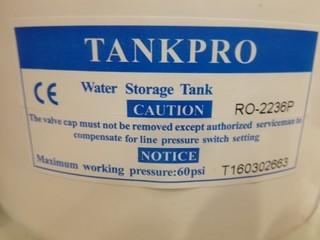 TANKPRO
CE Water Storage Tank
CAUTION RO-2236P
The valve cap must not be removed except authorized serviceman to
compensate for line pressure switch setting
NOTICE
Maximum working pressure:60psi T160302663